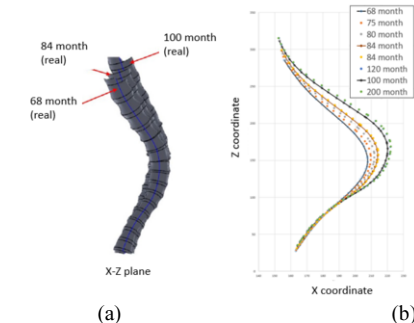 84 month
(real)
100 month
(real)
68 month
(real)
X-Z plane
(a)
68 month
75 month
80 month
84 month
84 month
120 month
100 month
200 month
Z coordinate
X coordinate
(b)